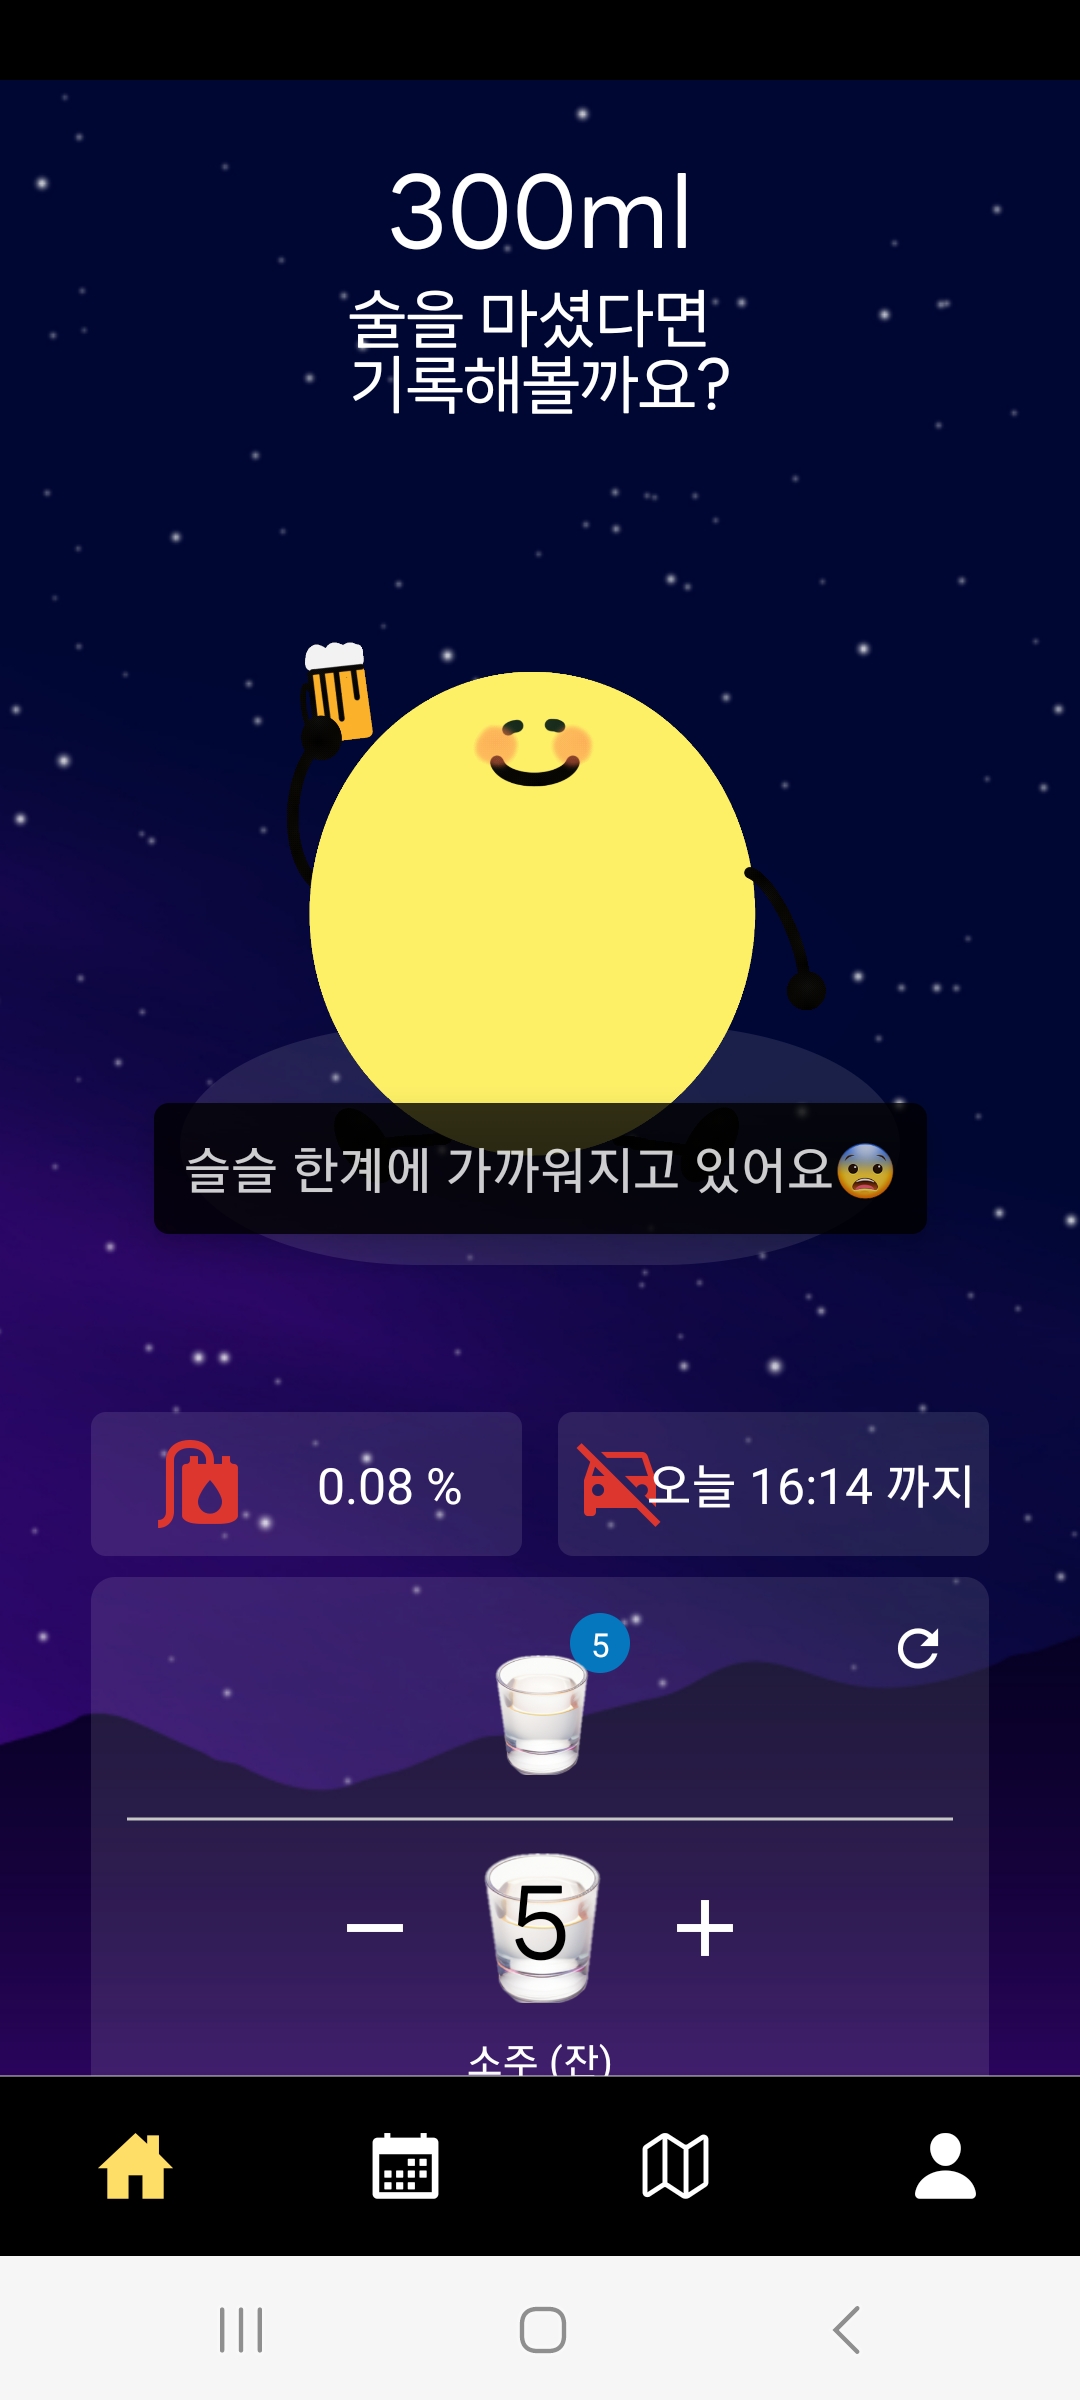 300ml
술을 마셨다면
기록해볼까요?
슬슬 한계에 가까워지고 있어요😨
0.08 %
오늘 16:14 까지
5
5
소주 (잔)